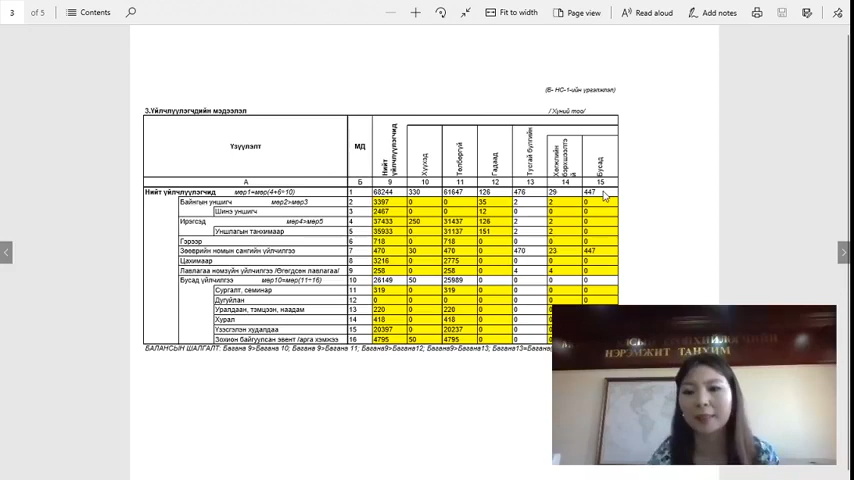 3 of 5 Contents Fit to width Page view Read aloud Add notes
(Б- НС-1-ийн үргэлжлэл)
3.Үйлчлүүлэгчдийн мэдээлэл / Хүний тоо/
Үзүүлэлт МД Нийт үйлчлүүлэгчид Хүүхэд Төлбөргүй Гадаад Тусгай бүлгийн Хөгжлийн бэрхшээлтэй Бусад
А Б 9 10 11 12 13 14 15
Нийт үйлчлүүлэгчид мөр1=мөр(4+6÷10) 1 68244 330 61647 126 476 29 447
Байнгын уншигч мөр2>мөр3 2 3397 0 0 35 2 2 0
Шинэ уншигч 3 2467 0 0 12 0 0 0
Ирэгсэд мөр4>мөр5 4 37433 250 31437 126 2 2 0
Уншлагын танхимаар 5 35933 0 31137 151 2 2 0
Гэрээр 6 718 0 718 0 0 0 0
Зөөврийн номын сангийн үйлчилгээ 7 470 30 470 0 470 23 447
Цахимаар 8 3216 0 2775 0 0 0 0
Лавлагаа номзүйн үйлчилгээ /Өгөгдсөн лавлагаа/ 9 258 0 258 0 4 4 0
Бусад үйлчилгээ мөр10=мөр(11÷16) 10 26149 50 25989 0 0 0 0
Сургалт, семинар 11 319 0 319 0 0 0 0
Дугуйлан 12 0 0 0 0 0 0 0
Уралдаан, тэмцээн, наадам 13 220 0 220 0 0
Хурал 14 418 0 418 0 0
Үзэсгэлэн худалдаа 15 20397 0 20237 0 0
Зохион байгуулсан эвент /арга хэмжээ 16 4795 50 4795 0 0
БАЛАНСЫН ШАЛГАЛТ: Багана 9>Багана 10, Багана 9>Багана 11, Багана9>Багана12, Багана9>Багана13, Багана13=Багана
НЭРЭМЖИТ ТАНХИМ